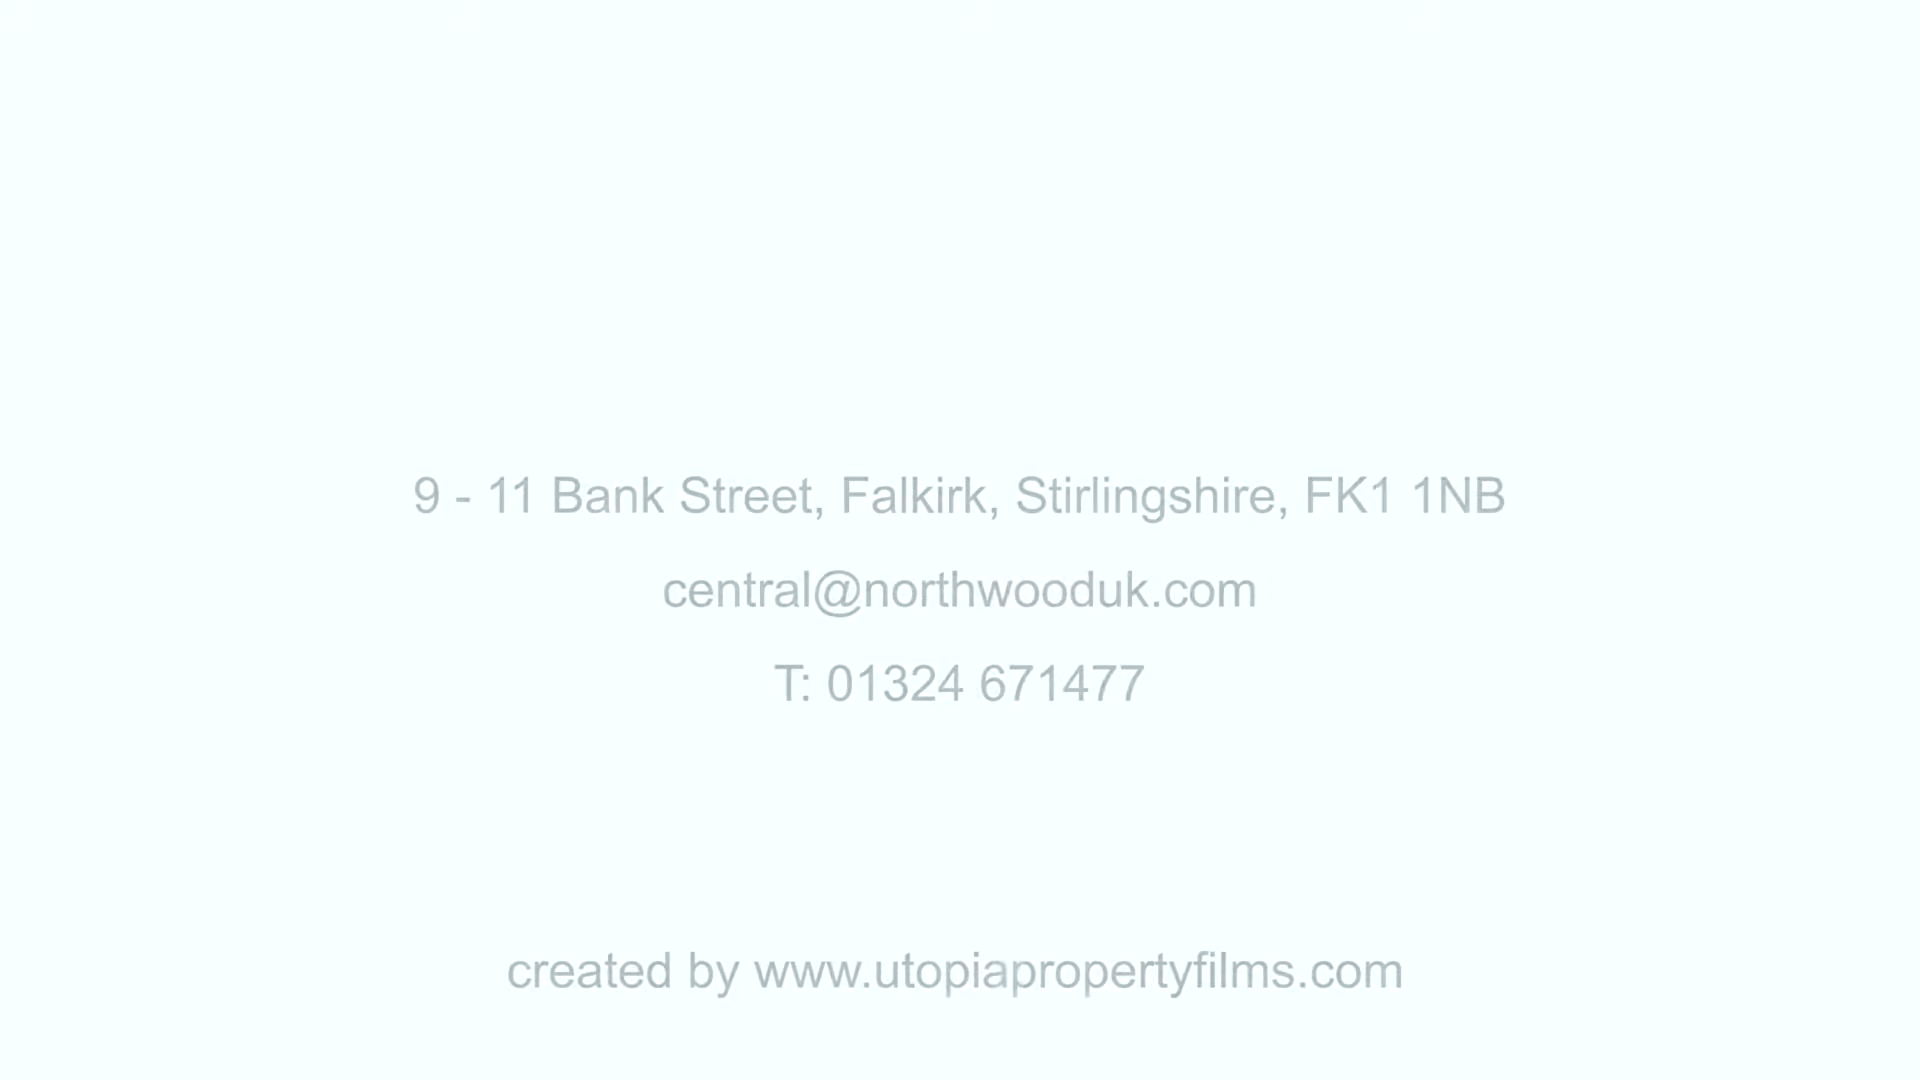 9 - 11 Bank Street, Falkirk, Stirlingshire, FK1 1NB
central@northwooduk.com
T: 01324 671477
created by www.utopiapropertyfilms.com